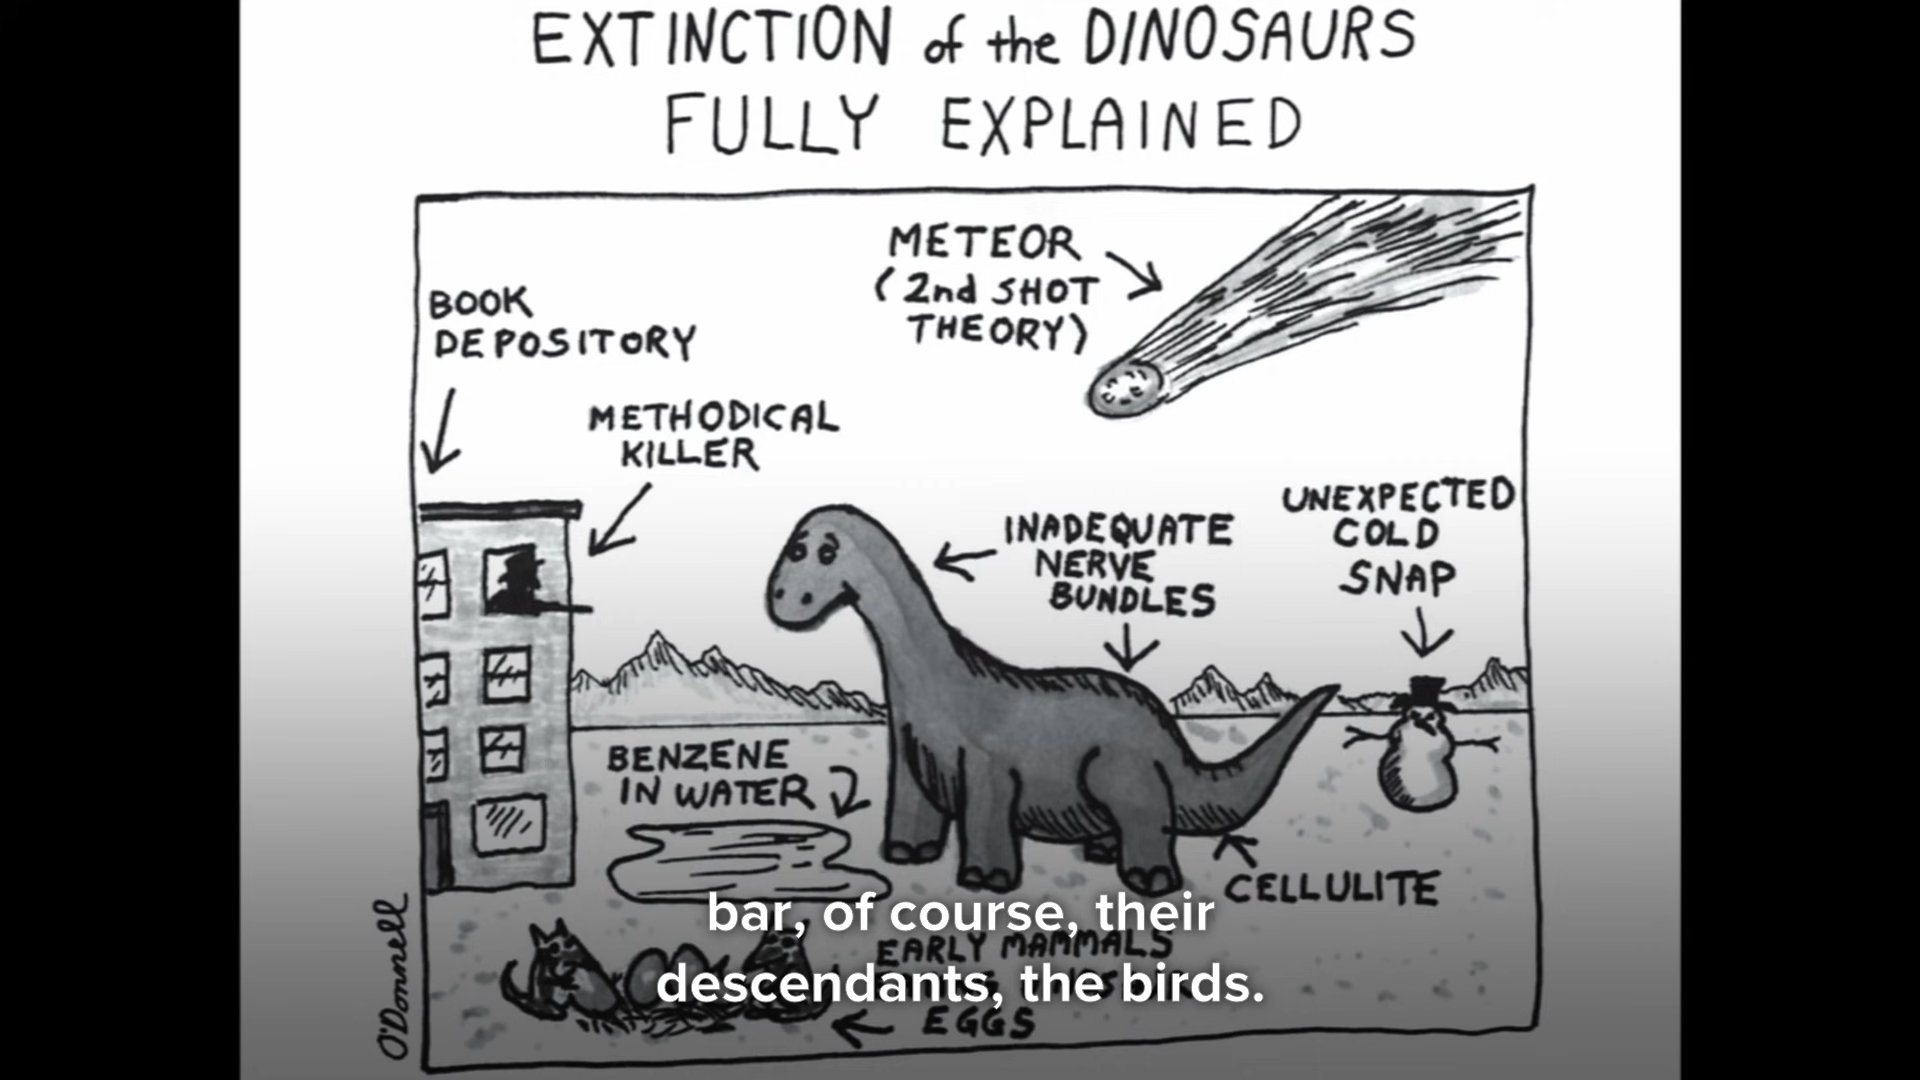 EXTINCTION of the DINOSAURS
FULLY EXPLAINED
METEOR
(2nd SHOT
THEORY)
BOOK
DEPOSITORY
METHODICAL
KILLER
INADEQUATE
NERVE
BUNDLES
UNEXPECTED
COLD
SNAP
BENZENE
IN WATER
CELLULITE
EARLY MAMMALS
EGGS
O'Donnell
bar, of course, their
descendants, the birds.